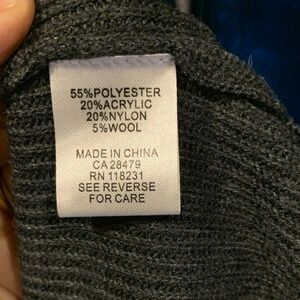 55%POLYESTER
20%ACRYLIC
20%NYLON
5%WOOL
MADE IN CHINA
CA 28479
RN 118231
SEE REVERSE
FOR CARE